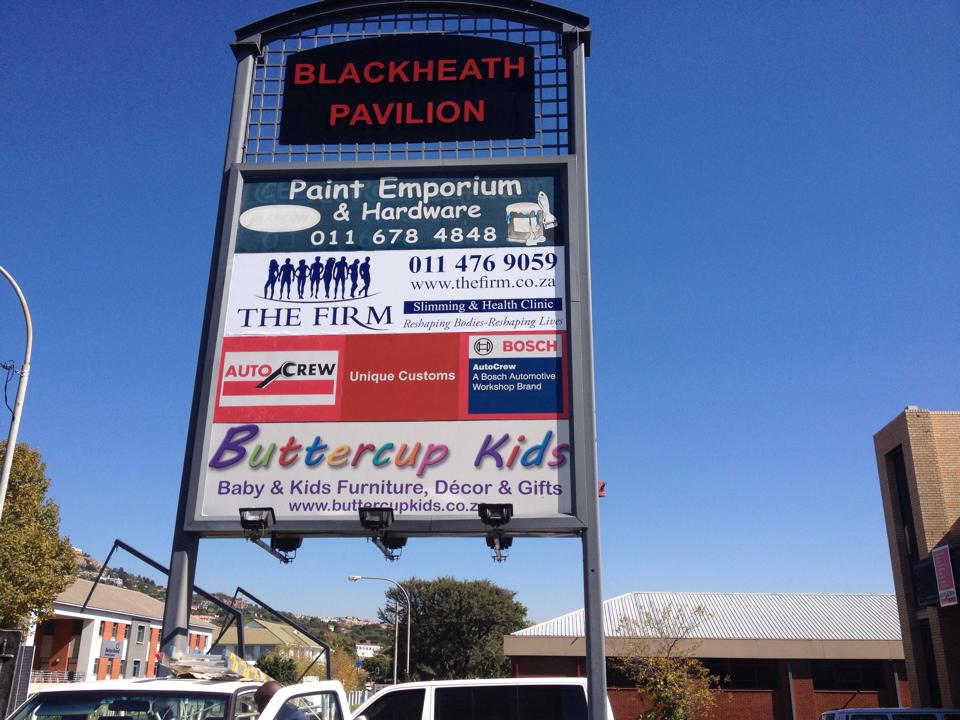 BLACKHEATH
PAVILION
Paint Emporium
& Hardware
011 678 4848
THE FIRM
011 476 9059
www.thefirm.co.za
Slimming & Health Clinic
Reshaping Bodies-Reshaping Lives
AUTO CREW
Unique Customs
BOSCH
AutoCrew
A Bosch Automotive
Workshop Brand
Buttercup Kids
Baby & Kids Furniture, Décor & Gifts
www.buttercupkids.co.z